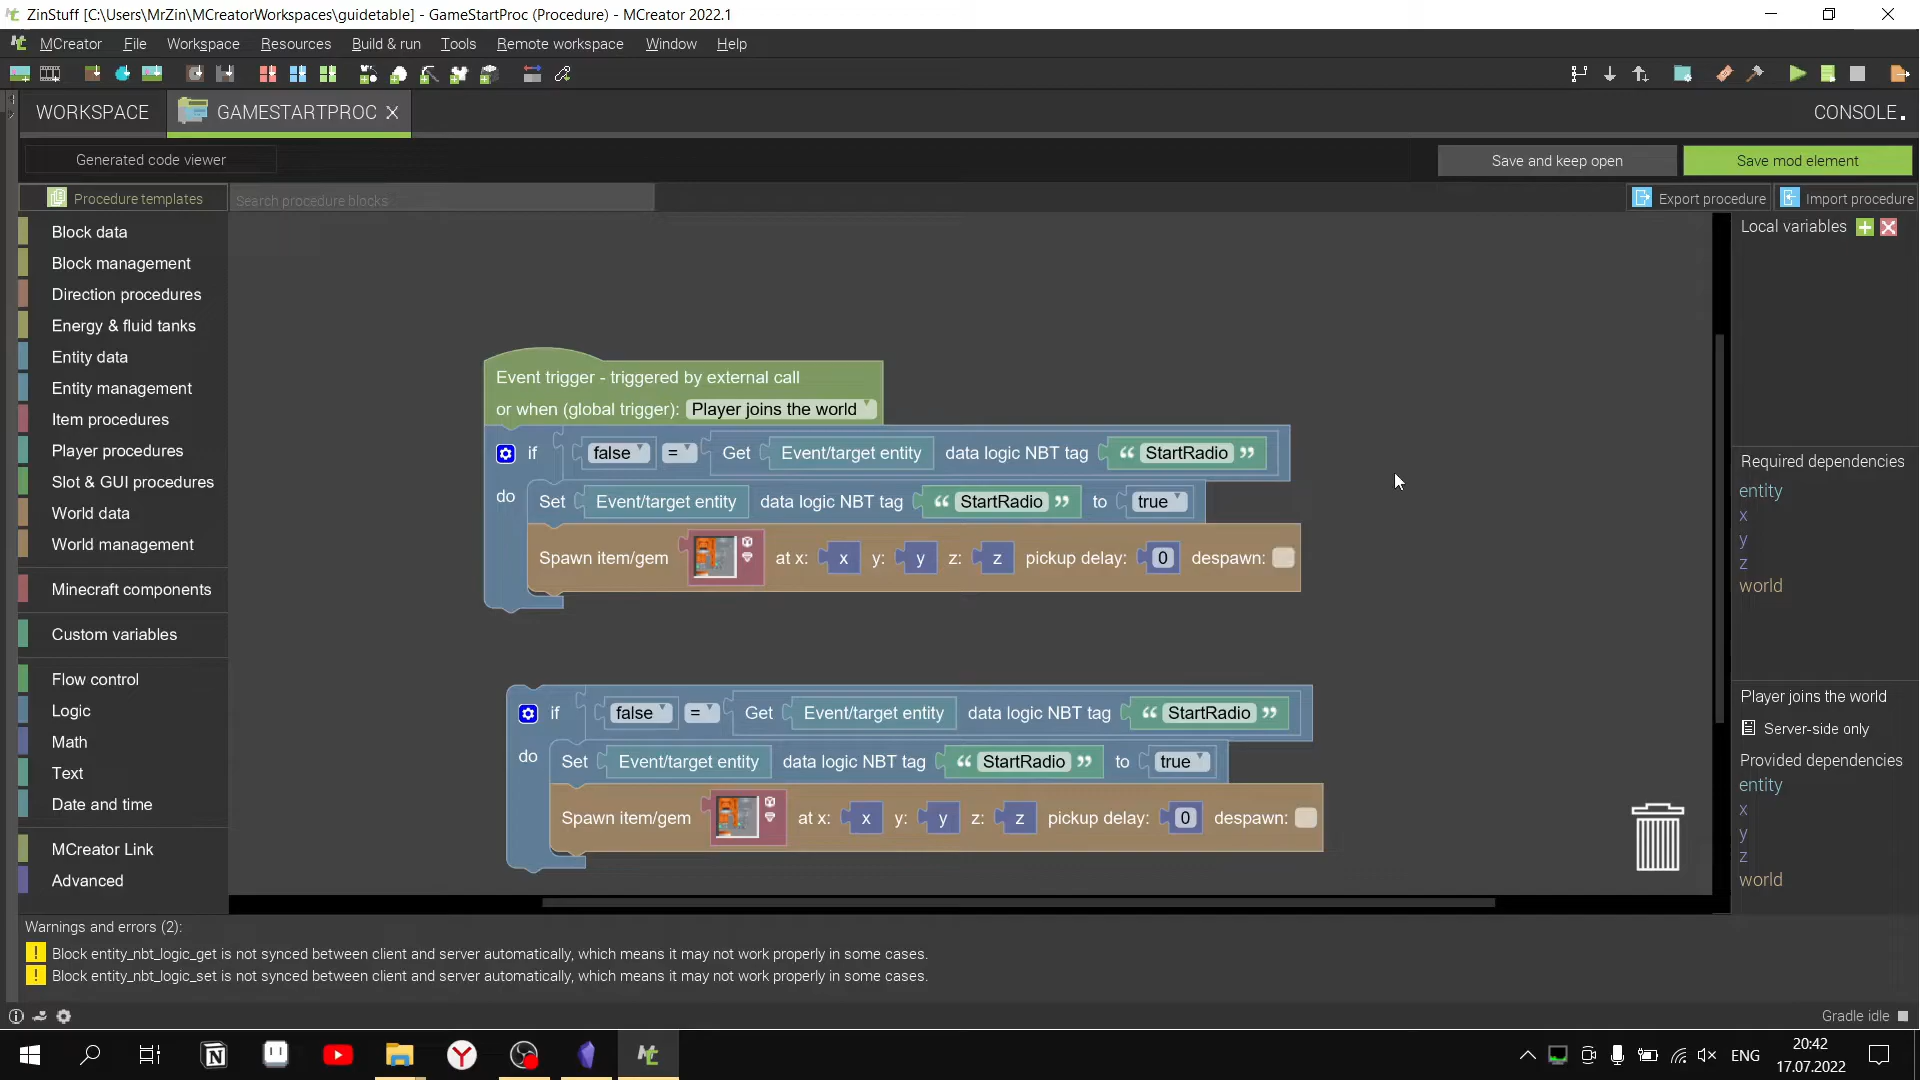 ZinStuff [C:\Users\MrZin\MCreatorWorkspaces\guidetable] - GameStartProc (Procedure) - MCreator 2022.1
MCreator File Workspace Resources Build & run Tools Remote workspace Window Help
WORKSPACE GAMESTARTPROC CONSOLE
Generated code viewer Save and keep open Save mod element
Procedure templates Search procedure blocks Export procedure Import procedure
Block data
Block management
Direction procedures
Energy & fluid tanks
Entity data
Entity management
Item procedures
Player procedures
Slot & GUI procedures
World data
World management
Minecraft components
Custom variables
Flow control
Logic
Math
Text
Date and time
MCreator Link
Advanced
Event trigger - triggered by external call
or when (global trigger): Player joins the world
if false = Get Event/target entity data logic NBT tag “ StartRadio ”
do Set Event/target entity data logic NBT tag “ StartRadio ” to true
Spawn item/gem at x: x y: y z: z pickup delay: 0 despawn:
if false = Get Event/target entity data logic NBT tag “ StartRadio ”
do Set Event/target entity data logic NBT tag “ StartRadio ” to true
Spawn item/gem at x: x y: y z: z pickup delay: 0 despawn:
Local variables
Required dependencies
entity
x
y
z
world
Player joins the world
Server-side only
Provided dependencies
entity
x
y
z
world
Warnings and errors (2):
! Block entity_nbt_logic_get is not synced between client and server automatically, which means it may not work properly in some cases.
! Block entity_nbt_logic_set is not synced between client and server automatically, which means it may not work properly in some cases.
Gradle idle
ENG
20:42
17.07.2022